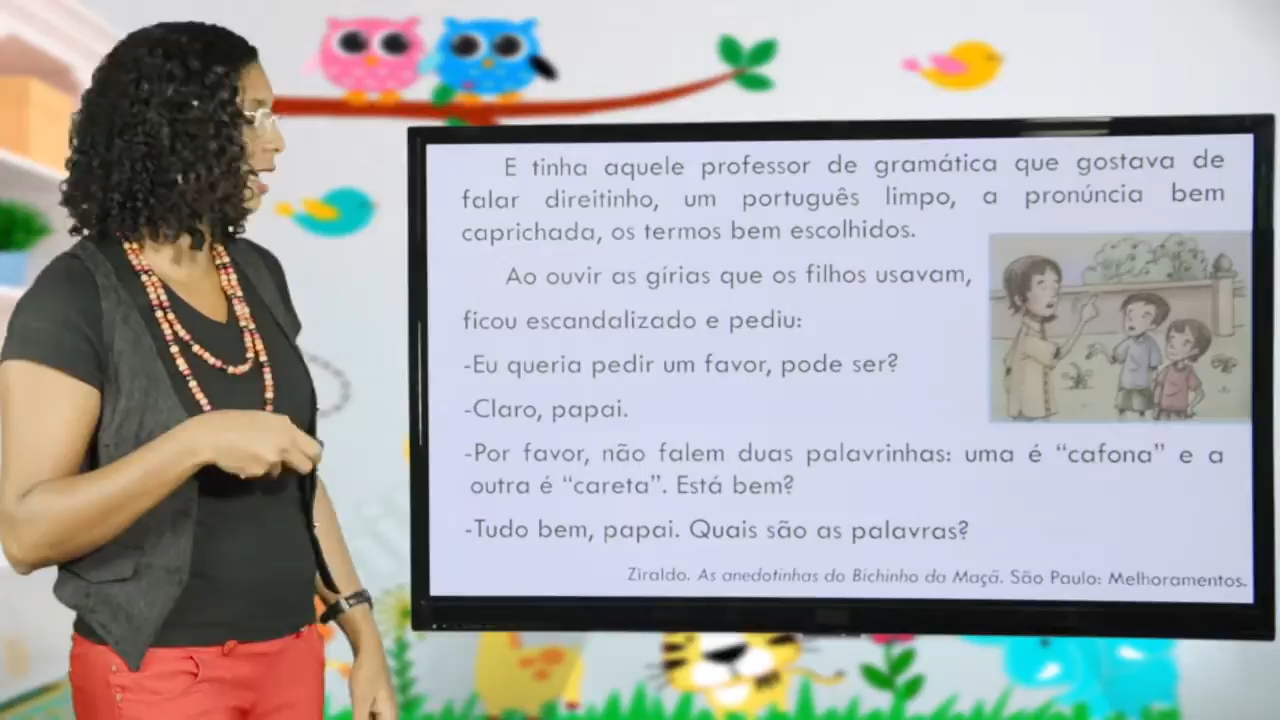 E tinha aquele professor de gramática que gostava de
falar direitinho, um português limpo, a pronúncia bem
caprichada, os termos bem escolhidos.
Ao ouvir as gírias que os filhos usavam,
ficou escandalizado e pediu:
-Eu queria pedir um favor, pode ser?
-Claro, papai.
-Por favor, não falem duas palavrinhas: uma é “cafona” e a
outra é “careta”. Está bem?
-Tudo bem, papai. Quais são as palavras?
Ziraldo. As anedotinhas do Bichinho da Maçã. São Paulo: Melhoramentos.